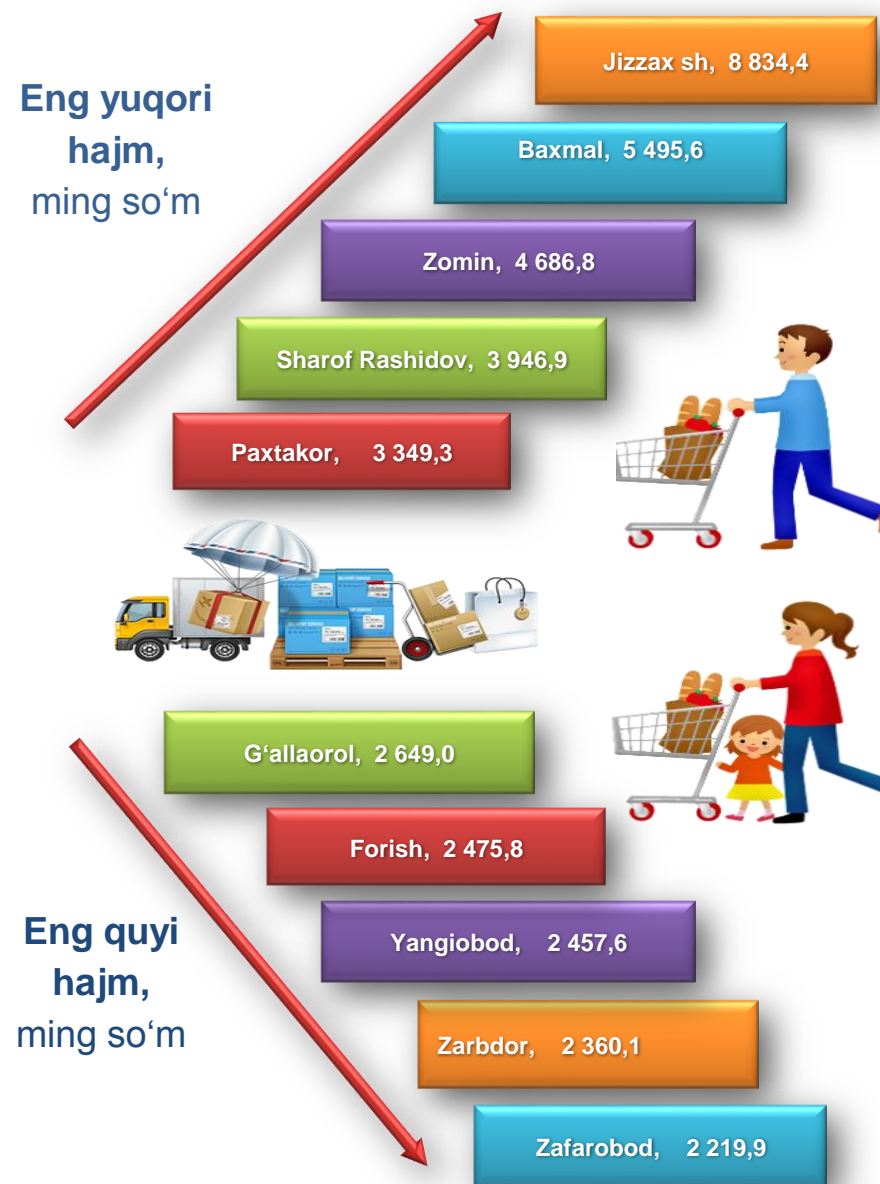 Eng yuqori
hajm,
ming so‘m
Jizzax sh, 8 834,4
Baxmal, 5 495,6
Zomin, 4 686,8
Sharof Rashidov, 3 946,9
Paxtakor, 3 349,3
G‘allaorol, 2 649,0
Forish, 2 475,8
Yangiobod, 2 457,6
Eng quyi
hajm,
ming so‘m
Zarbdor, 2 360,1
Zafarobod, 2 219,9